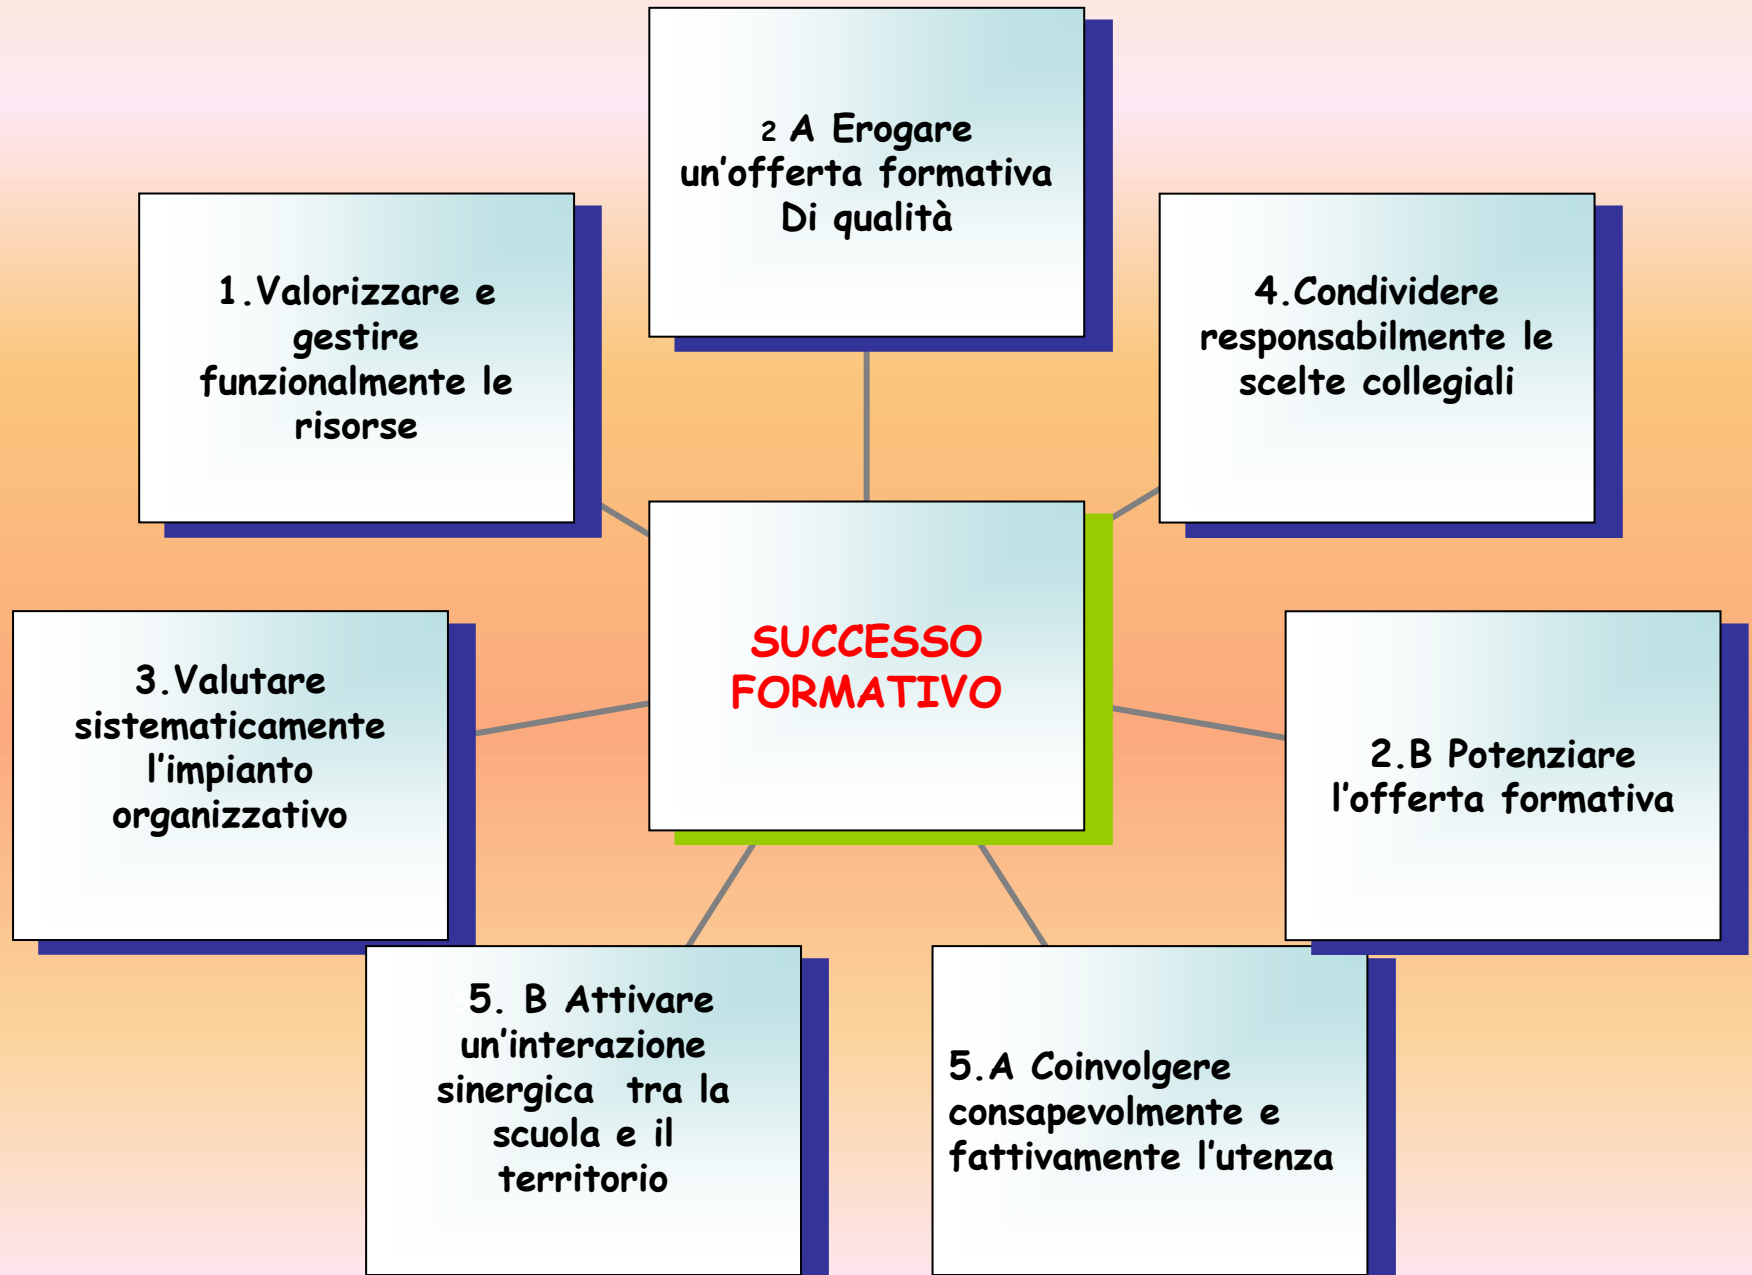 2 A Erogare
un'offerta formativa
Di qualità
1.Valorizzare e
gestire
funzionalmente le
risorse
4.Condividere
responsabilmente le
scelte collegiali
SUCCESSO
FORMATIVO
3.Valutare
sistematicamente
l'impianto
organizzativo
2.B Potenziare
l'offerta formativa
5. B Attivare
un'interazione
sinergica tra la
scuola e il
territorio
5.A Coinvolgere
consapevolmente e
fattivamente l'utenza